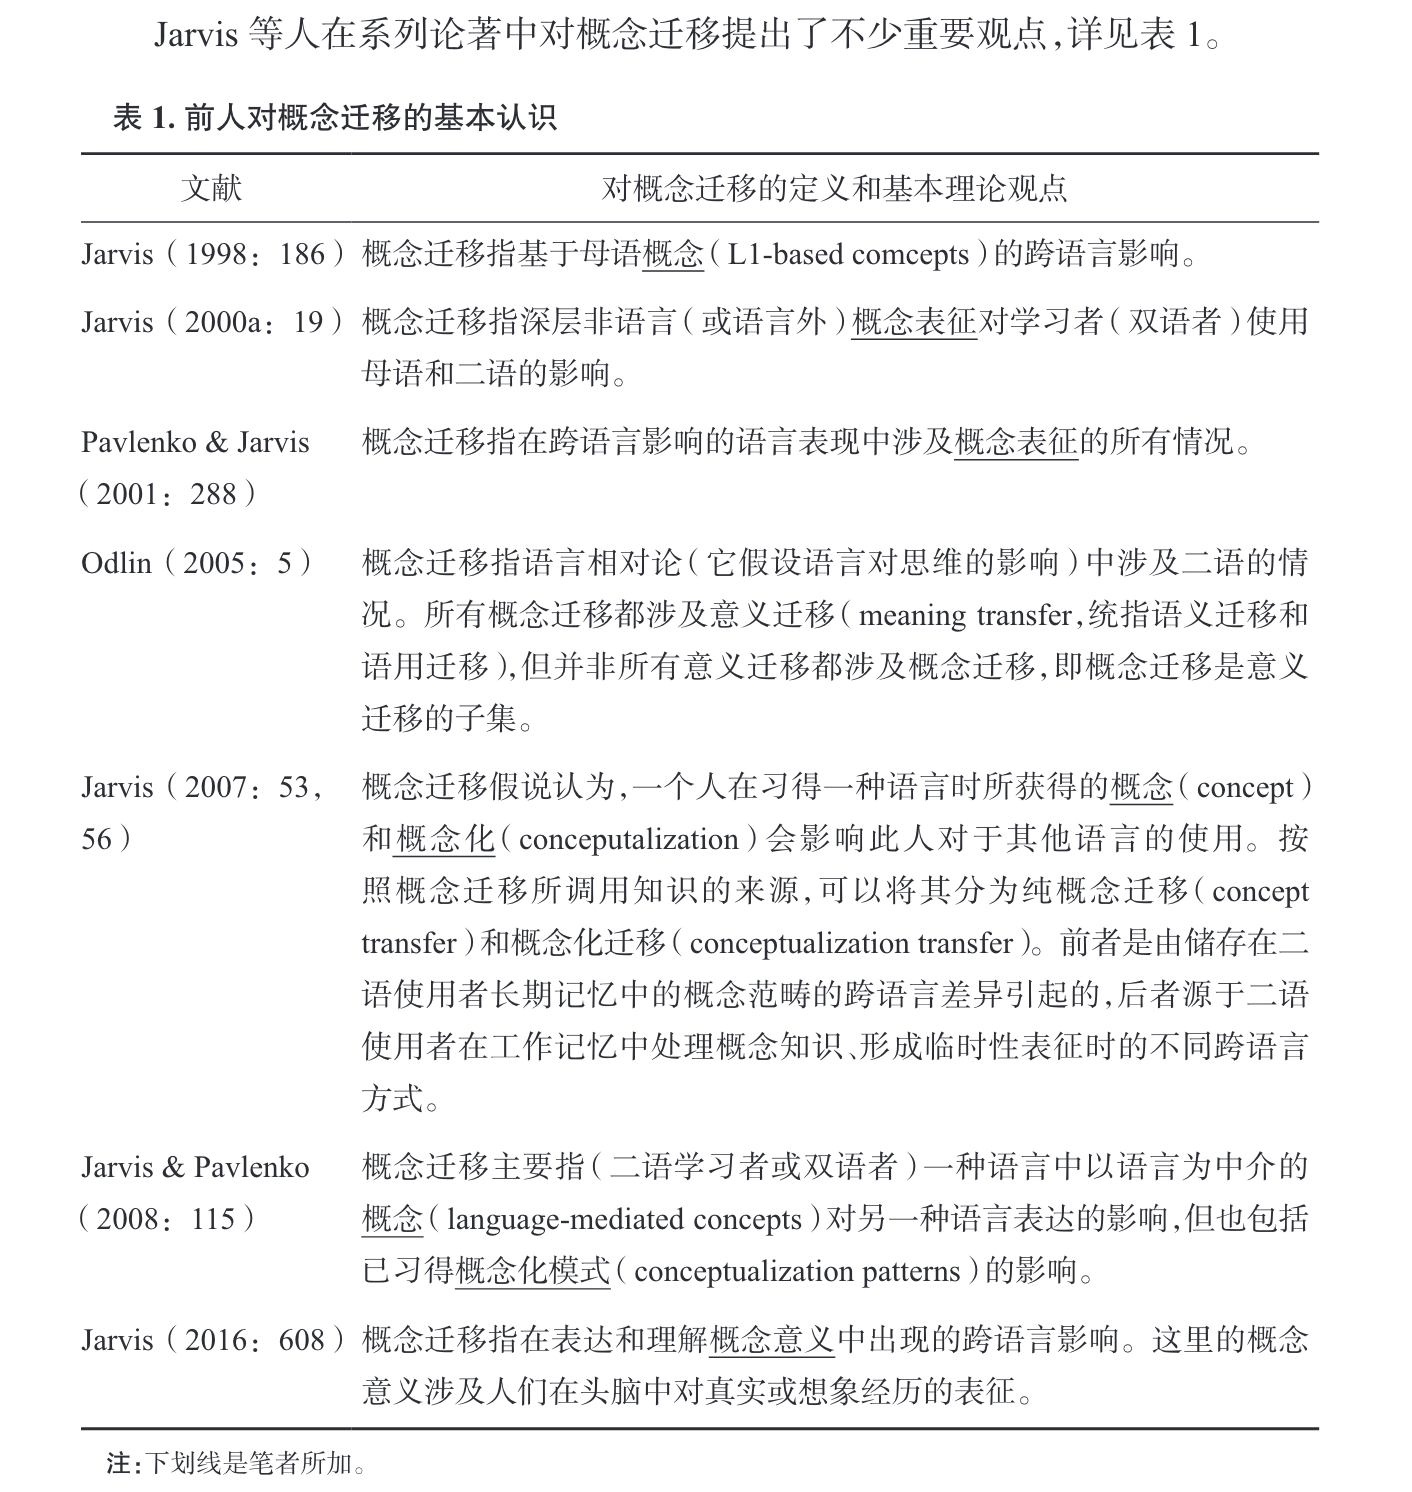 Jarvis 等人在系列论著中对概念迁移提出了不少重要观点,详见表 1。
表 1. 前人对概念迁移的基本认识
文献 对概念迁移的定义和基本理论观点
Jarvis（1998：186）概念迁移指基于母语概念（L1-based comcepts）的跨语言影响。
Jarvis（2000a：19）概念迁移指深层非语言（或语言外）概念表征对学习者（双语者）使用
母语和二语的影响。
Pavlenko & Jarvis 概念迁移指在跨语言影响的语言表现中涉及概念表征的所有情况。
（2001：288）
Odlin（2005：5） 概念迁移指语言相对论（它假设语言对思维的影响）中涉及二语的情
况。所有概念迁移都涉及意义迁移（meaning transfer,统指语义迁移和
语用迁移）,但并非所有意义迁移都涉及概念迁移,即概念迁移是意义
迁移的子集。
Jarvis（2007：53, 概念迁移假说认为,一个人在习得一种语言时所获得的概念（concept）
56） 和概念化（conceputalization）会影响此人对于其他语言的使用。按
照概念迁移所调用知识的来源,可以将其分为纯概念迁移（concept
transfer）和概念化迁移（conceptualization transfer）。前者是由储存在二
语使用者长期记忆中的概念范畴的跨语言差异引起的,后者源于二语
使用者在工作记忆中处理概念知识、形成临时性表征时的不同跨语言
方式。
Jarvis & Pavlenko 概念迁移主要指（二语学习者或双语者）一种语言中以语言为中介的
（2008：115） 概念（language-mediated concepts）对另一种语言表达的影响,但也包括
已习得概念化模式（conceptualization patterns）的影响。
Jarvis（2016：608）概念迁移指在表达和理解概念意义中出现的跨语言影响。这里的概念
意义涉及人们在头脑中对真实或想象经历的表征。
注:下划线是笔者所加。